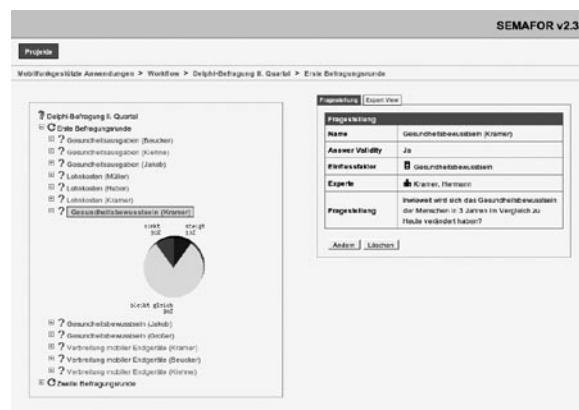 SEMAFOR v2.3
Projekte
Mobilfunkgestützte Anwendungen > Workflow > Delphi-Befragung II. Quartal > Erste Befragungsrunde
? Delphi-Befragung II. Quartal
Erste Befragungsrunde
? Gesundheitsausgaben (Beucker)
? Gesundheitsausgaben (Kiehne)
? Gesundheitsausgaben (Jakob)
? Lohnkosten (Müller)
? Lohnkosten (Huber)
? Lohnkosten (Kramer)
? Gesundheitsbewusstsein (Kramer)
sinkt steigt
bleibt gleich
? Gesundheitsbewusstsein (Jakob)
? Gesundheitsbewusstsein (Großer)
? Verbreitung mobiler Endgeräte (Kramer)
? Verbreitung mobiler Endgeräte (Beucker)
? Verbreitung mobiler Endgeräte (Kiehne)
Zweite Befragungsrunde
Fragestellung Expert View
Fragestellung
Name Gesundheitsbewusstsein (Kramer)
Answer Validity Ja
Einflussfaktor Gesundheitsbewusstsein
Experte Kramer, Hermann
Fragestellung Inwieweit wird sich das Gesundheitsbewusstsein
der Menschen in 3 Jahren im Vergleich zu
Heute verändert haben?
Ändern Löschen